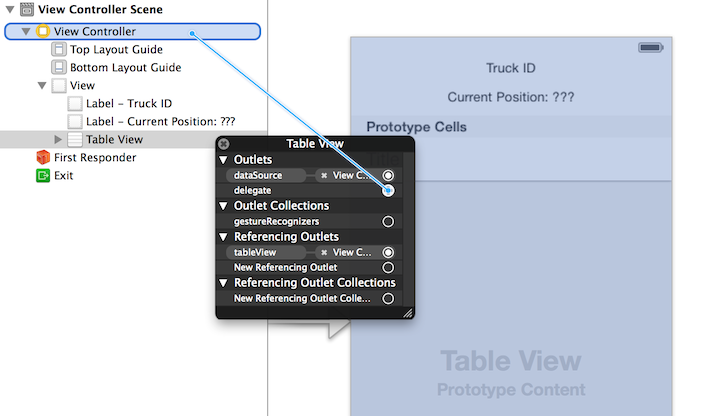 View Controller Scene
View Controller
Top Layout Guide
Bottom Layout Guide
View
Label – Truck ID
Label – Current Position: ???
Table View
First Responder
Exit
Truck ID
Current Position: ???
Prototype Cells
Title
Table View
Prototype Content
Table View
Outlets
dataSource
View C...
delegate
Outlet Collections
gestureRecognizers
Referencing Outlets
tableView
View C...
New Referencing Outlet
Referencing Outlet Collections
New Referencing Outlet Colle...